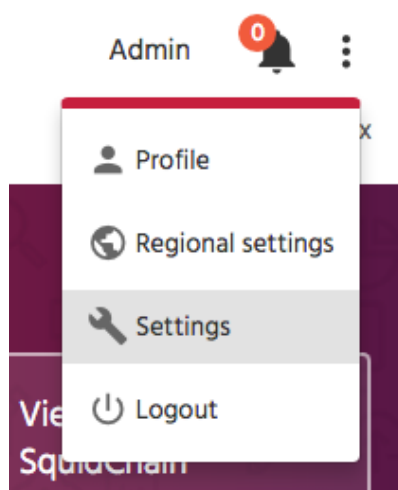 Admin
0
x
Profile
Regional settings
Settings
Logout
Vie
SquidChain